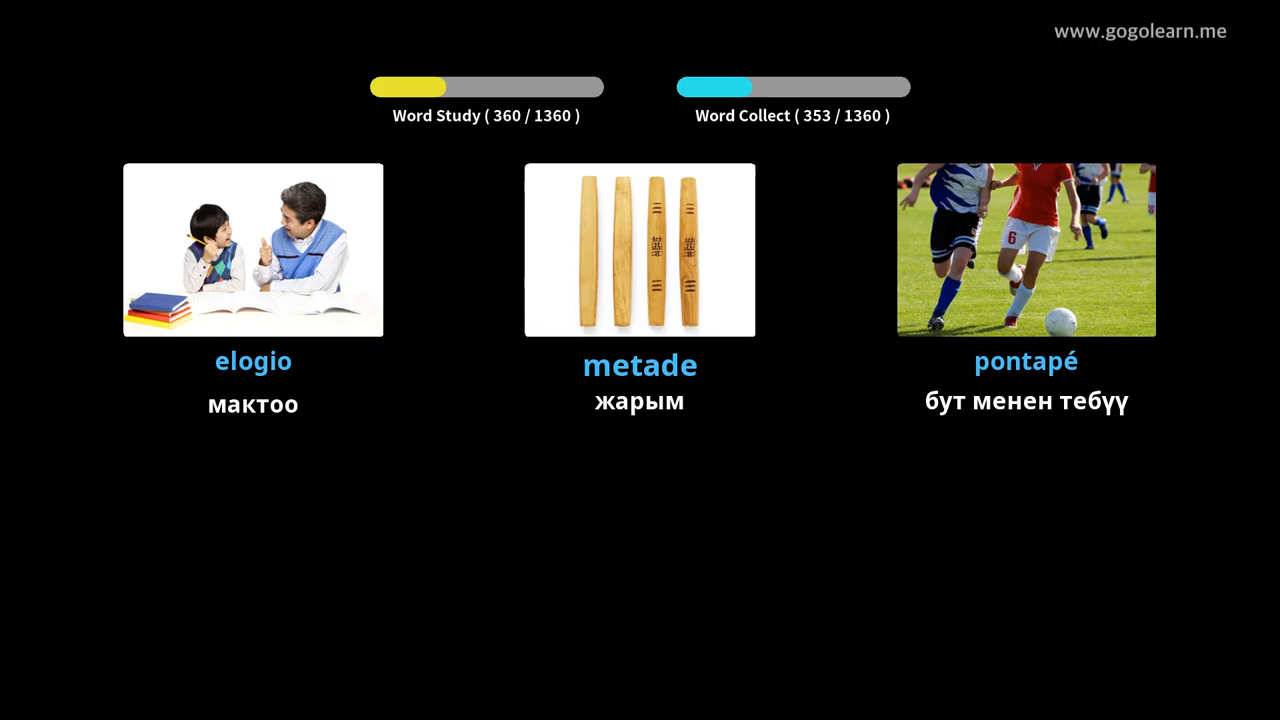 www.gogolearn.me
Word Study ( 360 / 1360 )
Word Collect ( 353 / 1360 )
elogio
мактоо
metade
жарым
pontapé
бут менен тебүү